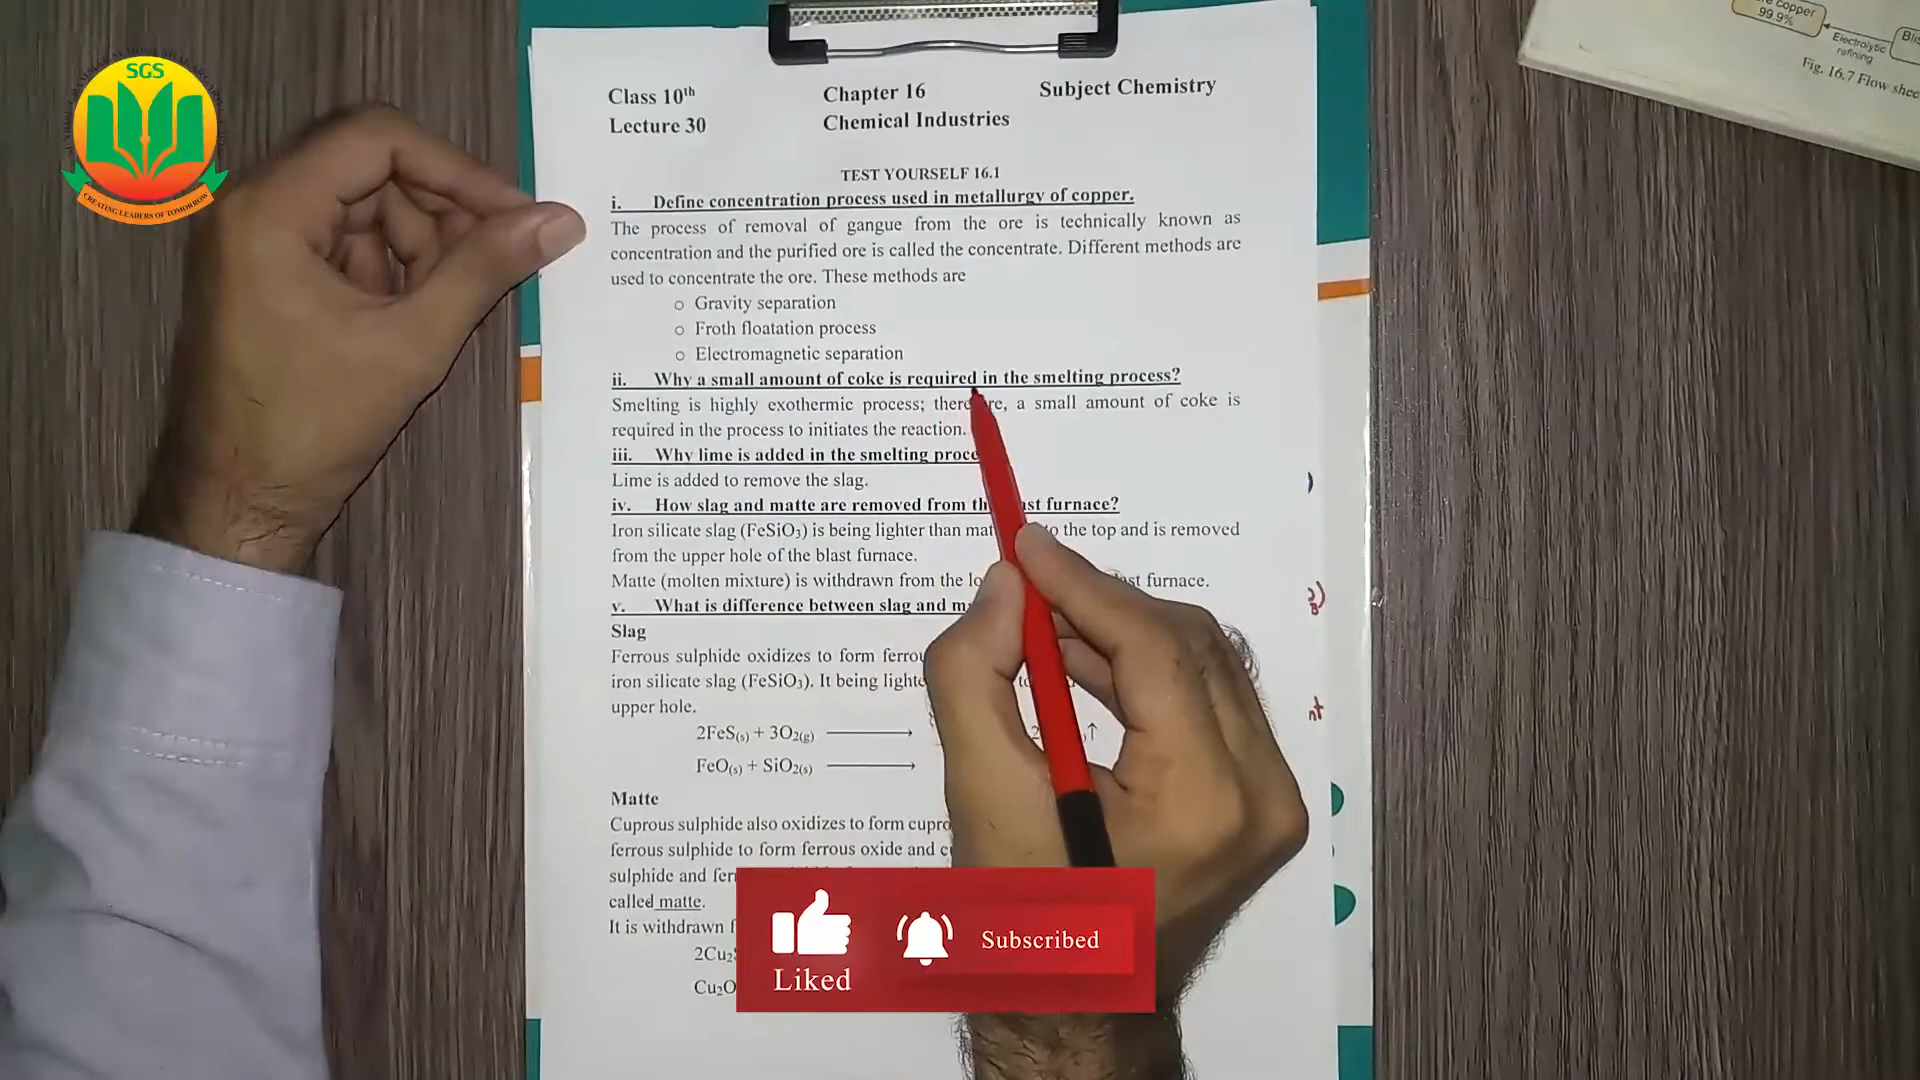 SGS
CREATING LEADERS OF TOMORROW
copper
99.9%
Electrolytic
refining
Fig. 16.7 Flow
Class 10th Chapter 16 Subject Chemistry
Lecture 30 Chemical Industries
TEST YOURSELF 16.1
i. Define concentration process used in metallurgy of copper.
The process of removal of gangue from the ore is technically known as
concentration and the purified ore is called the concentrate. Different methods are
used to concentrate the ore. These methods are
o Gravity separation
o Froth floatation process
o Electromagnetic separation
ii. Why a small amount of coke is required in the smelting process?
Smelting is highly exothermic process; a small amount of coke is
required in the process to initiates the reaction.
iii. Why lime is added in the smelting
Lime is added to remove the slag.
iv. How slag and matte are removed from furnace?
Iron silicate slag (FeSiO₃) is being lighter than to the top and is removed
from the upper hole of the blast furnace.
Matte (molten mixture) is withdrawn from the furnace.
v. What is difference between slag and
Slag
Ferrous sulphide oxidizes to form
iron silicate slag (FeSiO₃). It being
upper hole.
2FeS(s) + 3O₂(g) ⟶ ↑
FeO(s) + SiO₂(s) ⟶
Matte
Cuprous sulphide also oxidizes to form
ferrous sulphide to form ferrous oxide and
sulphide and
called matte.
It is withdrawn
2Cu₂
Cu₂O
Liked
Subscribed